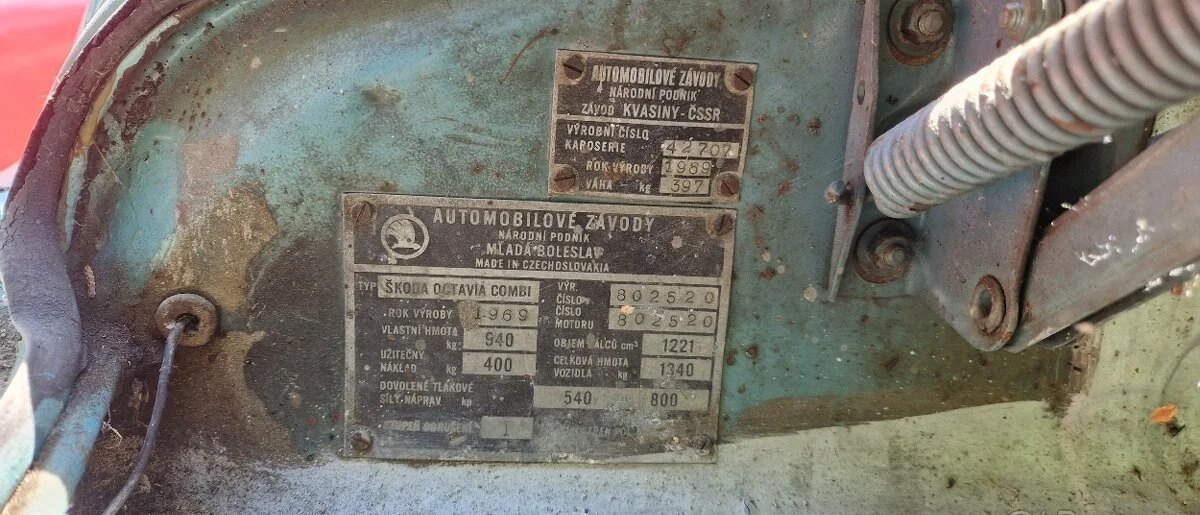 AUTOMOBILOVÉ ZÁVODY
NÁRODNÍ PODNIK
ZÁVOD KVASINY-ČSSR
VÝROBNÍ ČÍSLO
KAROSERIE 42707
ROK VÝROBY 1969
VÁHA kg 397
AUTOMOBILOVÉ ZÁVODY
NÁRODNÍ PODNIK
MLADÁ BOLESLAV
MADE IN CZECHOSLOVAKIA
TYP ŠKODA OCTAVIA COMBI
ROK VÝROBY 1969
VLASTNÍ HMOTA
kg 940
UŽITEČNÝ
NÁKLAD kg 400
DOVOLENÉ TLAKOVÉ
SÍLY NÁPRAV kg 540 800
STUPEŇ ODRUŠENÍ 1
VÝR.
ČÍSLO 802520
ČÍSLO
MOTORU 802520
OBJEM VÁLCŮ cm³ 1221
CELKOVÁ HMOTA
VOZIDLA kg 1340